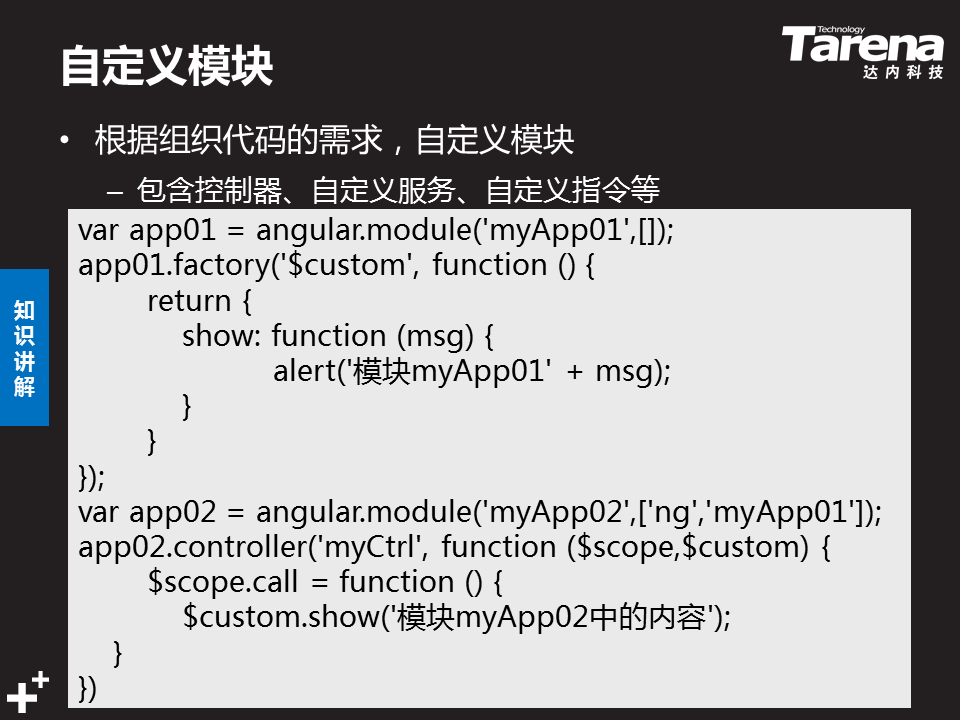 自定义模块
Technology
Tarena
达内科技
• 根据组织代码的需求，自定义模块
– 包含控制器、自定义服务、自定义指令等
知识讲解
var app01 = angular.module('myApp01',[]);
app01.factory('$custom', function () {
return {
show: function (msg) {
alert('模块myApp01' + msg);
}
}
});
var app02 = angular.module('myApp02',['ng','myApp01']);
app02.controller('myCtrl', function ($scope,$custom) {
$scope.call = function () {
$custom.show('模块myApp02中的内容');
}
})